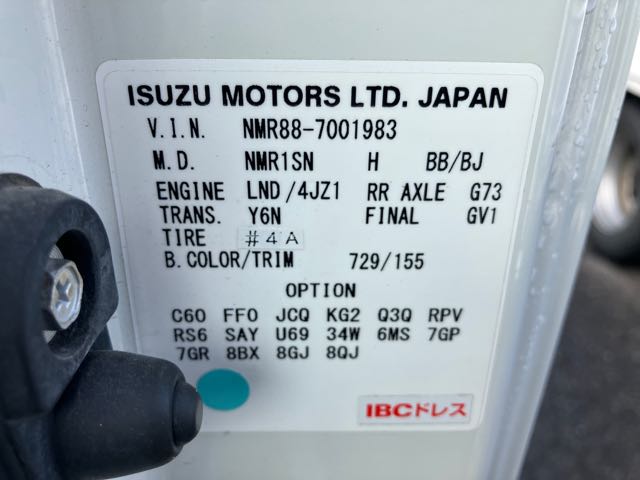 ISUZU MOTORS LTD. JAPAN
V.I.N. NMR88-7001983
M.D. NMR1SN H BB/BJ
ENGINE LND/4JZ1 RR AXLE G73
TRANS. Y6N FINAL GV1
TIRE #4A
B.COLOR/TRIM 729/155
OPTION
C60 FF0 JCQ KG2 Q3Q RPV
RS6 SAY U69 34W 6MS 7GP
7GR 8BX 8GJ 8QJ
IBCドレス